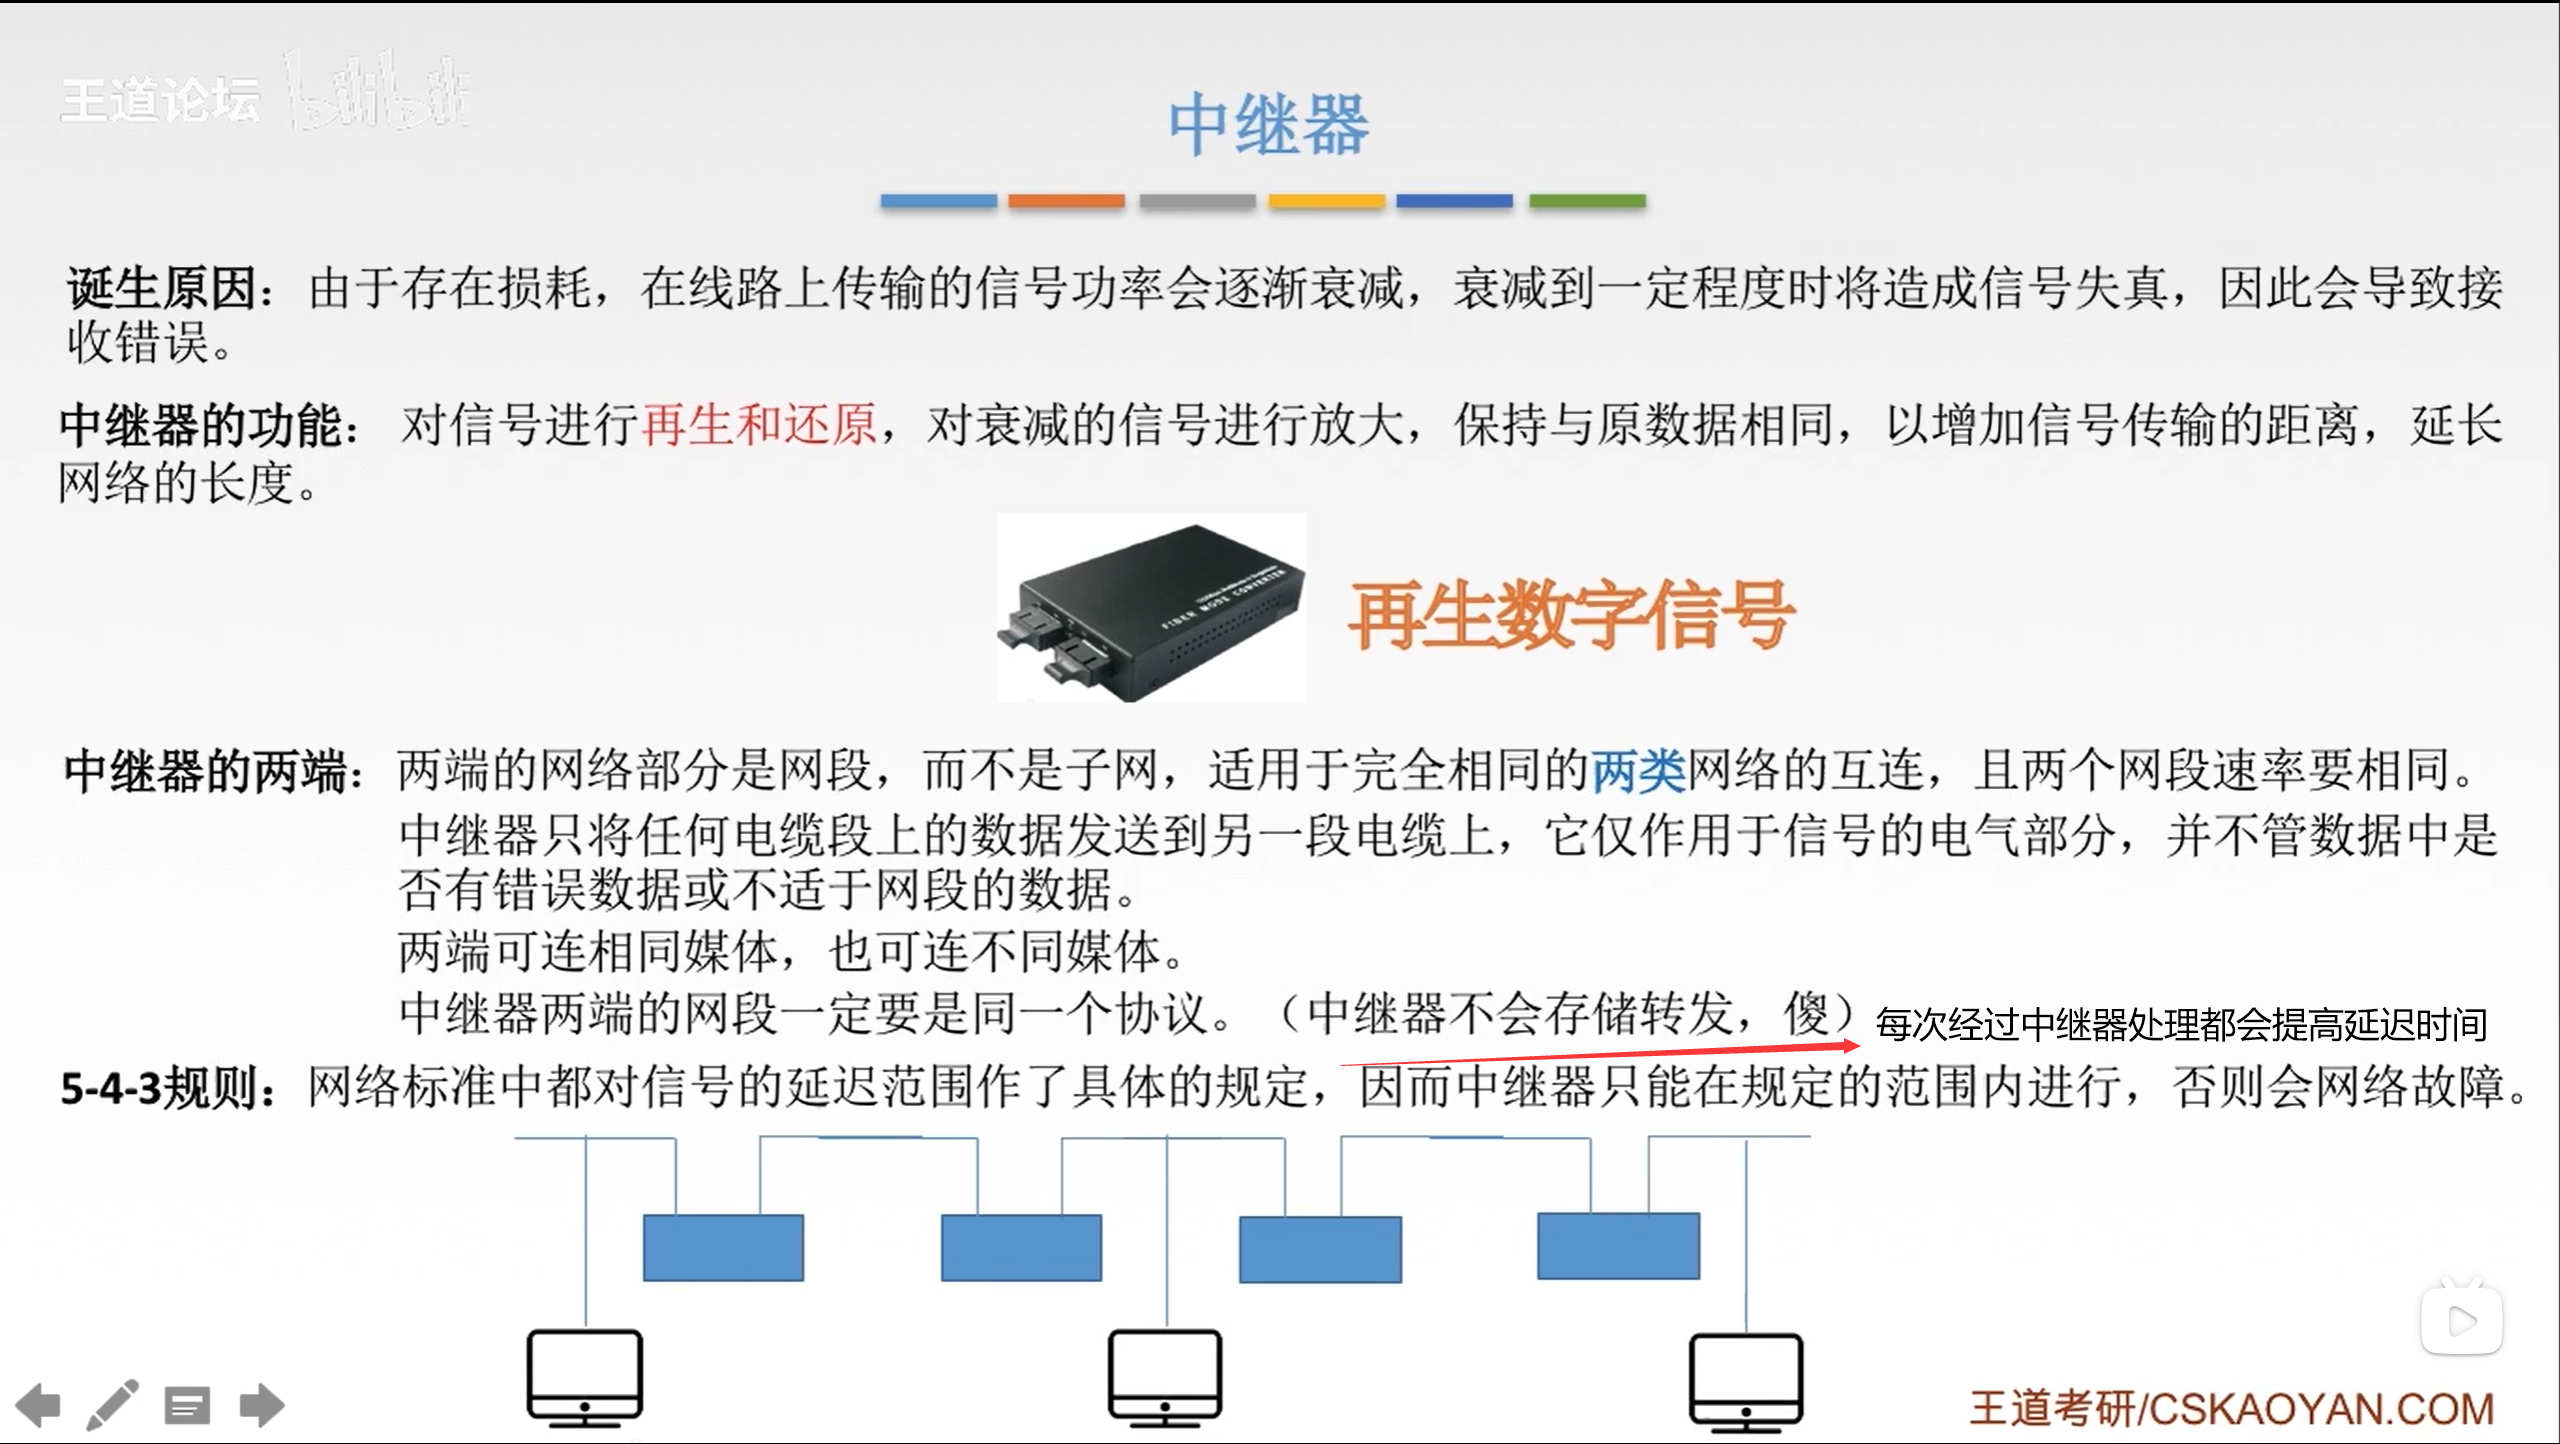 王道论坛 bilibili
中继器
诞生原因：由于存在损耗，在线路上传输的信号功率会逐渐衰减，衰减到一定程度时将造成信号失真，因此会导致接
收错误。
中继器的功能： 对信号进行再生和还原，对衰减的信号进行放大，保持与原数据相同，以增加信号传输的距离，延长
网络的长度。
FIBER MODE CONVERTER
再生数字信号
中继器的两端：两端的网络部分是网段，而不是子网，适用于完全相同的两类网络的互连，且两个网段速率要相同。
中继器只将任何电缆段上的数据发送到另一段电缆上，它仅作用于信号的电气部分，并不管数据中是
否有错误数据或不适于网段的数据。
两端可连相同媒体，也可连不同媒体。
中继器两端的网段一定要是同一个协议。（中继器不会存储转发，傻）每次经过中继器处理都会提高延迟时间
5-4-3规则：网络标准中都对信号的延迟范围作了具体的规定，因而中继器只能在规定的范围内进行，否则会网络故障。
王道考研/CSKAOYAN.COM